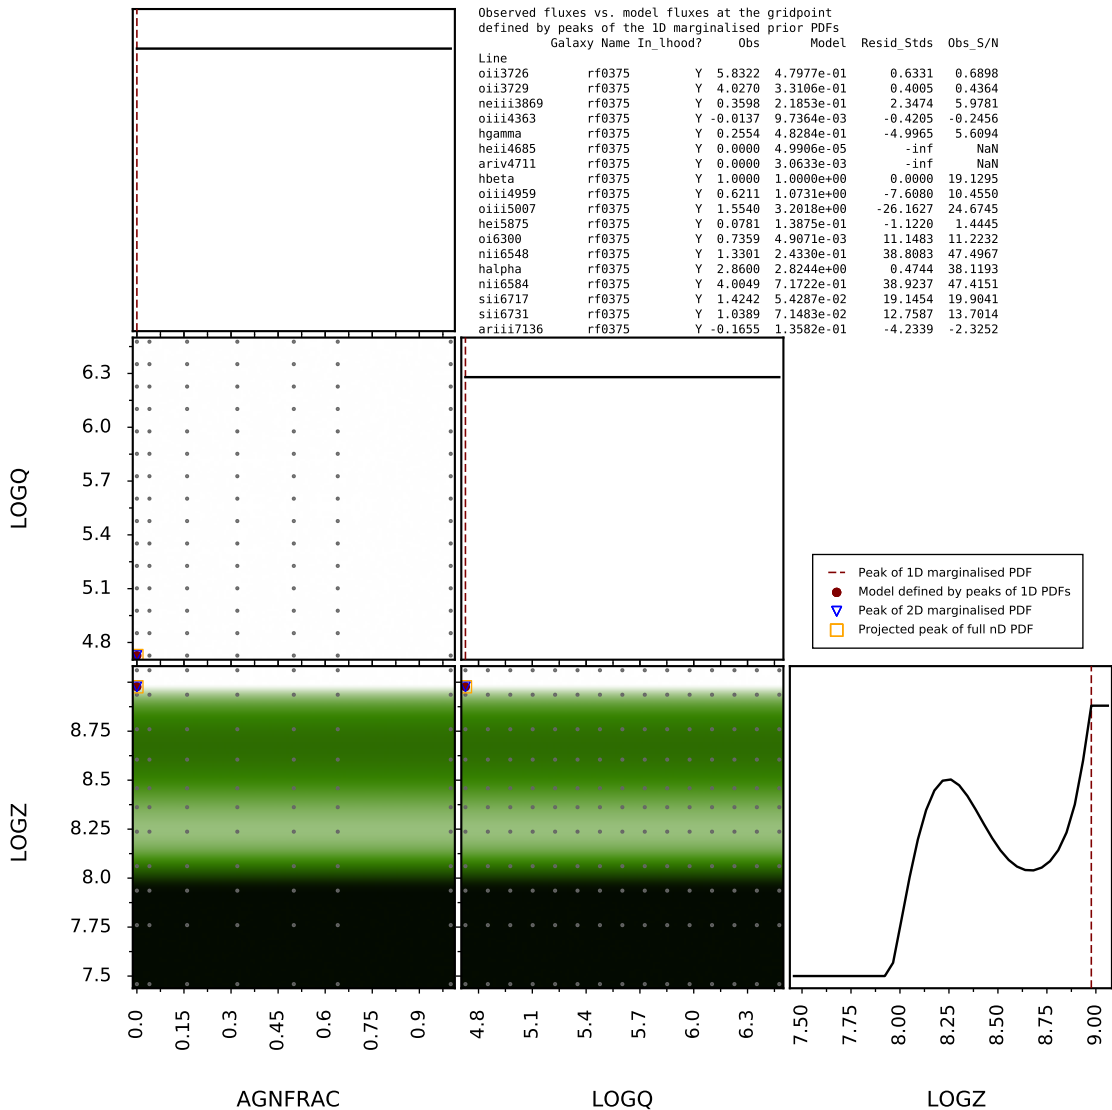 Observed fluxes vs. model fluxes at the gridpoint
defined by peaks of the 1D marginalised prior PDFs
Galaxy Name In_lhood? Obs Model Resid_Stds Obs_S/N
Line
oii3726 rf0375 Y 5.8322 4.7977e-01 0.6331 0.6898
oii3729 rf0375 Y 4.0270 3.3106e-01 0.4005 0.4364
neiii3869 rf0375 Y 0.3598 2.1853e-01 2.3474 5.9781
oiii4363 rf0375 Y -0.0137 9.7364e-03 -0.4205 -0.2456
hgamma rf0375 Y 0.2554 4.8284e-01 -4.9965 5.6094
heii4685 rf0375 Y 0.0000 4.9906e-05 -inf NaN
ariv4711 rf0375 Y 0.0000 3.0633e-03 -inf NaN
hbeta rf0375 Y 1.0000 1.0000e+00 0.0000 19.1295
oiii4959 rf0375 Y 0.6211 1.0731e+00 -7.6080 10.4550
oiii5007 rf0375 Y 1.5540 3.2018e+00 -26.1627 24.6745
hei5875 rf0375 Y 0.0781 1.3875e-01 -1.1220 1.4445
oi6300 rf0375 Y 0.7359 4.9071e-03 11.1483 11.2232
nii6548 rf0375 Y 1.3301 2.4330e-01 38.8083 47.4967
halpha rf0375 Y 2.8600 2.8244e+00 0.4744 38.1193
nii6584 rf0375 Y 4.0049 7.1722e-01 38.9237 47.4151
sii6717 rf0375 Y 1.4242 5.4287e-02 19.1454 19.9041
sii6731 rf0375 Y 1.0389 7.1483e-02 12.7587 13.7014
ariii7136 rf0375 Y -0.1655 1.3582e-01 -4.2339 -2.3252
6.3
6.0
5.7
5.4
5.1
4.8
LOGQ
Peak of 1D marginalised PDF
Model defined by peaks of 1D PDFs
Peak of 2D marginalised PDF
Projected peak of full nD PDF
8.75
8.5
8.25
8.0
7.75
7.5
LOGZ
0.0 0.15 0.3 0.45 0.6 0.75 0.9
4.8 5.1 5.4 5.7 6.0 6.3
7.50 7.75 8.00 8.25 8.50 8.75 9.00
AGNFRAC LOGQ LOGZ